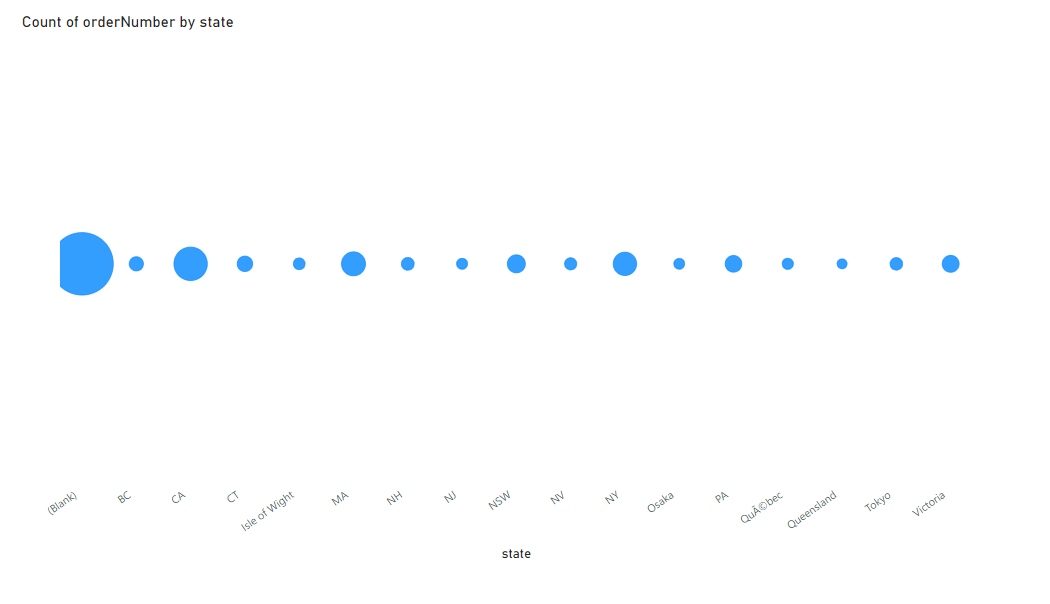 Count of orderNumber by state
(Blank)
BC
CA
CT
Isle of Wight
MA
NH
NJ
NSW
NV
NY
Osaka
PA
QuÃ©bec
Queensland
Tokyo
Victoria
state